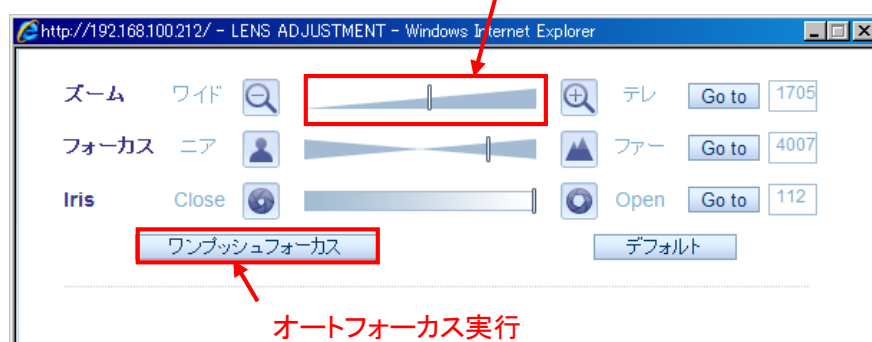 http://192.168.100.212/ - LENS ADJUSTMENT - Windows Internet Explorer
ズーム ワイド テレ Go to 1705
フォーカス ニア ファー Go to 4007
Iris Close Open Go to 112
ワンプッシュフォーカス デフォルト
オートフォーカス実行